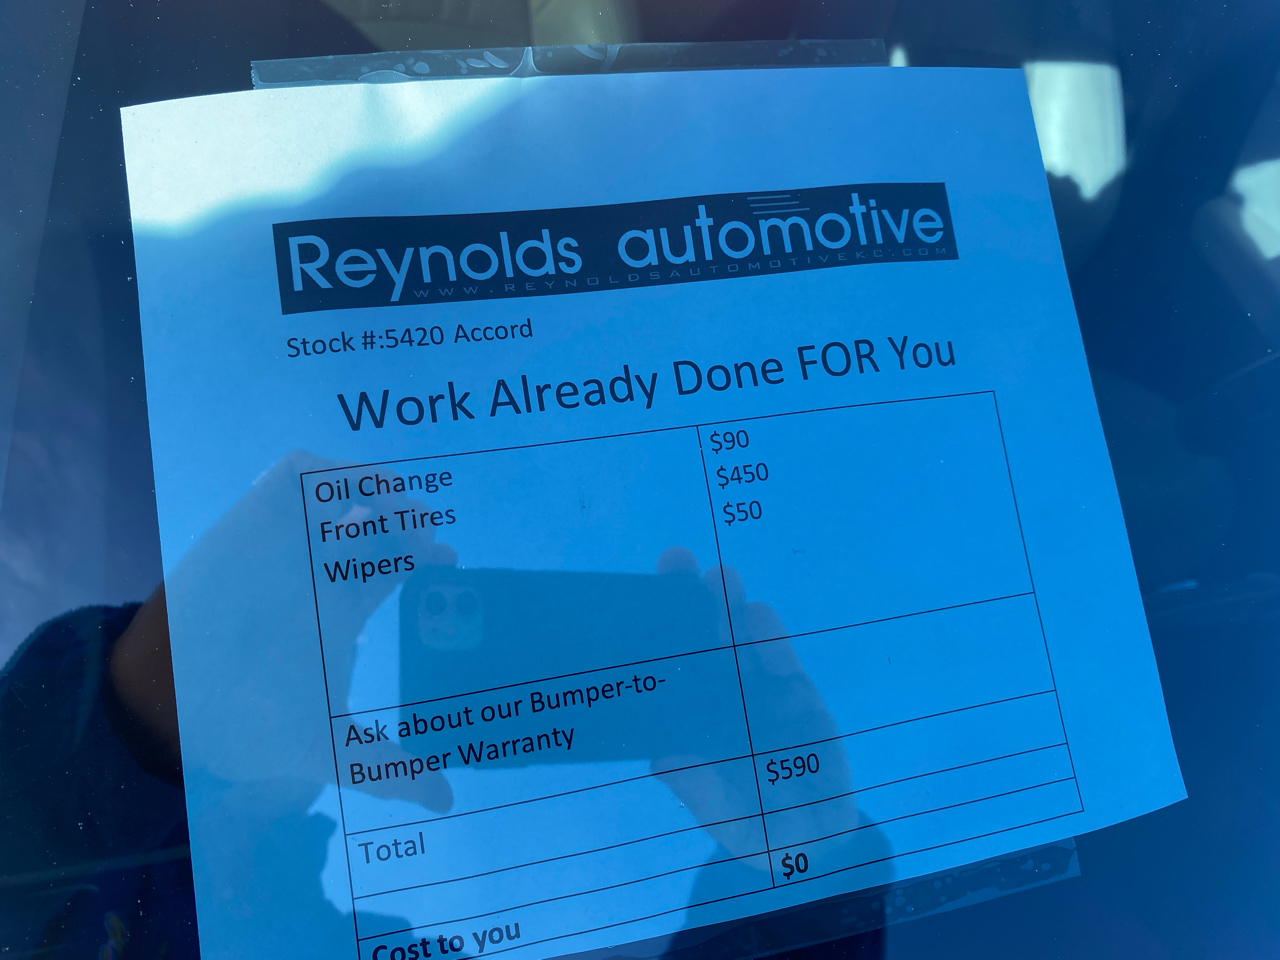 Reynolds automotive
WWW.REYNOLDSAUTOMOTIVEKC.COM
Stock #:5420 Accord
Work Already Done FOR You
Oil Change $90
Front Tires $450
Wipers $50
Ask about our Bumper-to-
Bumper Warranty
Total $590
Cost to you $0